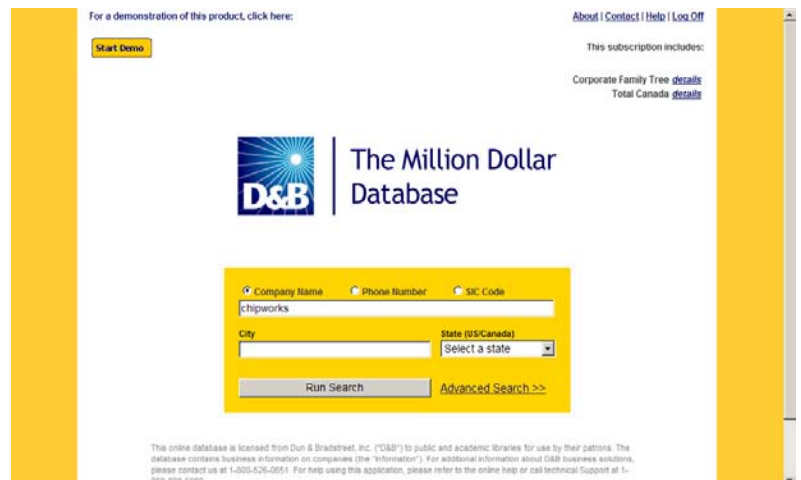 For a demonstration of this product, click here:
About | Contact | Help | Log Off
Start Demo
This subscription includes:
Corporate Family Tree details
Total Canada details
D&B
The Million Dollar
Database
Company Name Phone Number SIC Code
chipworks
City State (US/Canada)
Select a state
Run Search Advanced Search >>
This online database is licensed from Dun & Bradstreet, Inc. ("D&B") to public and academic libraries for use by their patrons. The
database contains business information on companies (the "Information"). For additional information about D&B business solutions,
please contact us at 1-800-526-0651. For help using this application, please refer to the online help or call technical Support at 1-